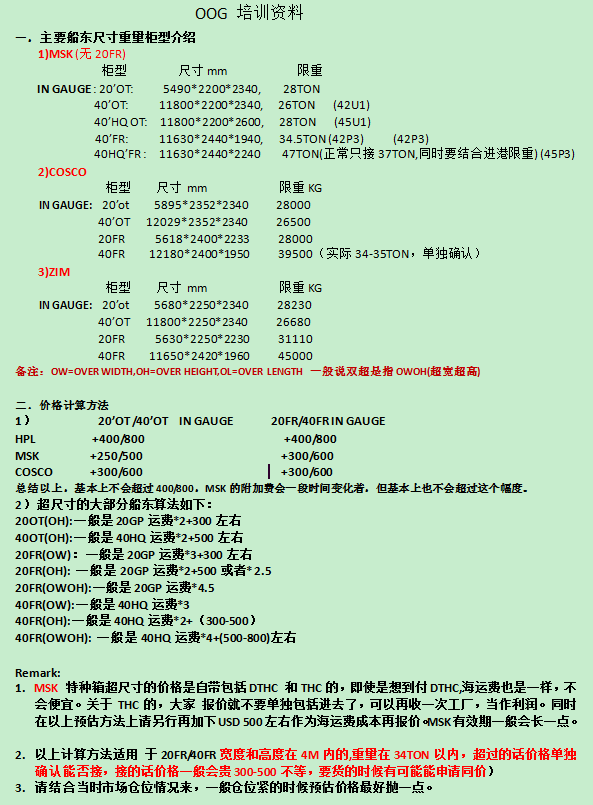 OOG 培训资料
一．主要船东尺寸重量柜型介绍
1)MSK(无 20FR)
柜型 尺寸 mm 限重
IN GAUGE: 20’OT: 5490*2200*2340, 28TON
40’OT: 11800*2200*2340, 26TON (42U1)
40’HQ OT: 11800*2200*2600, 28TON (45U1)
40’FR: 11630*2440*1940, 34.5TON (42P3) (42P3)
40HQ’FR : 11630*2440*2240 47TON(正常只接 37TON,同时要结合进港限重) (45P3)
2)COSCO
柜型 尺寸 mm 限重 KG
IN GAUGE: 20’ot 5895*2352*2340 28000
40’OT 12029*2352*2340 26500
20FR 5618*2400*2233 28000
40FR 12180*2400*1950 39500（实际 34-35TON，单独确认）
3)ZIM
柜型 尺寸 mm 限重 KG
IN GAUGE: 20’ot 5680*2250*2340 28230
40’OT 11800*2250*2340 26680
20FR 5630*2250*2230 31110
40FR 11650*2420*1960 45000
备注：OW=OVER WIDTH,OH=OVER HEIGHT,OL=OVER LENGTH 一般说双超是指 OWOH(超宽超高)
二．价格计算方法
1） 20’OT /40’OT IN GAUGE 20FR/40FR IN GAUGE
HPL +400/800 +400/800
MSK +250/500 +300/600
COSCO +300/600 +300/600
总结以上，基本上不会超过 400/800，MSK 的附加费会一段时间变化着，但基本上也不会超过这个幅度。
2）超尺寸的大部分船东算法如下：
20OT(OH):一般是 20GP 运费*2+300 左右
40OT(OH):一般是 40HQ 运费*2+500 左右
20FR(OW)：一般是 20GP 运费*3+300 左右
20FR(OH): 一般是 20GP 运费*2+500 或者* 2.5
20FR(OWOH):一般是 20GP 运费*4.5
40FR(OW):一般是 40HQ 运费*3
40FR(OH):一般是 40HQ 运费*2+（300-500）
40FR(OWOH): 一般是 40HQ 运费*4+(500-800)左右
Remark:
1. MSK 特种箱超尺寸的价格是自带包括 DTHC 和 THC 的，即使是想到付 DTHC,海运费也是一样，不
会便宜。关于 THC 的，大家 报价就不要单独包括进去了，可以再收一次工厂，当作利润。同时
在以上预估方法上请另行再加下 USD 500 左右作为海运费成本再报价。MSK 有效期一般会长一点。
2. 以上计算方法适用 于 20FR/40FR 宽度和高度在 4M 内的,重量在 34TON 以内，超过的话价格单独
确认能否接，接的话价格一般会贵 300-500 不等，要货的时候有可能能申请同价）
3. 请结合当时市场仓位情况来，一般仓位紧的时候预估价格最好抛一点。